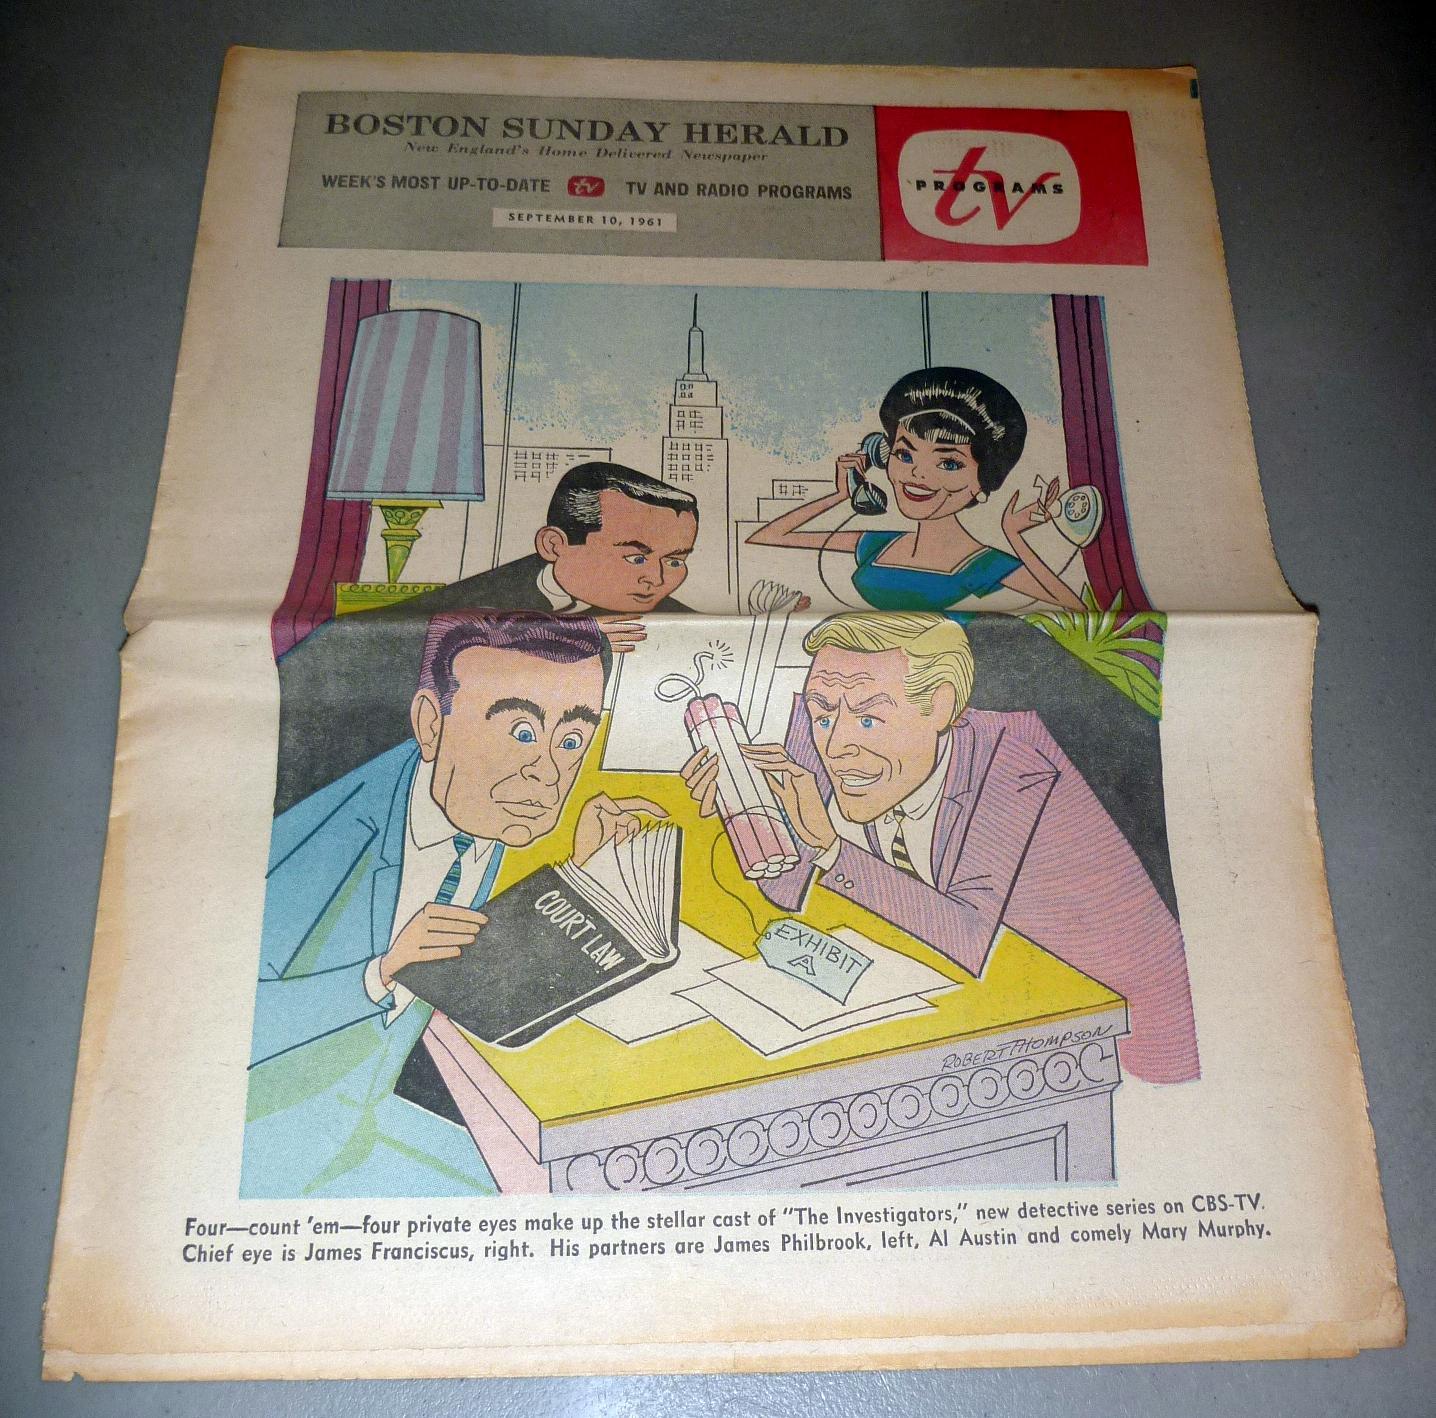 BOSTON SUNDAY HERALD
New England's Home Delivered Newspaper
WEEK'S MOST UP-TO-DATE tv TV AND RADIO PROGRAMS
SEPTEMBER 10, 1961
tv
PROGRAMS
COURT LAW
EXHIBIT
A
ROBERT THOMPSON
Four—count 'em—four private eyes make up the stellar cast of "The Investigators," new detective series on CBS-TV.
Chief eye is James Franciscus, right. His partners are James Philbrook, left, Al Austin and comely Mary Murphy.